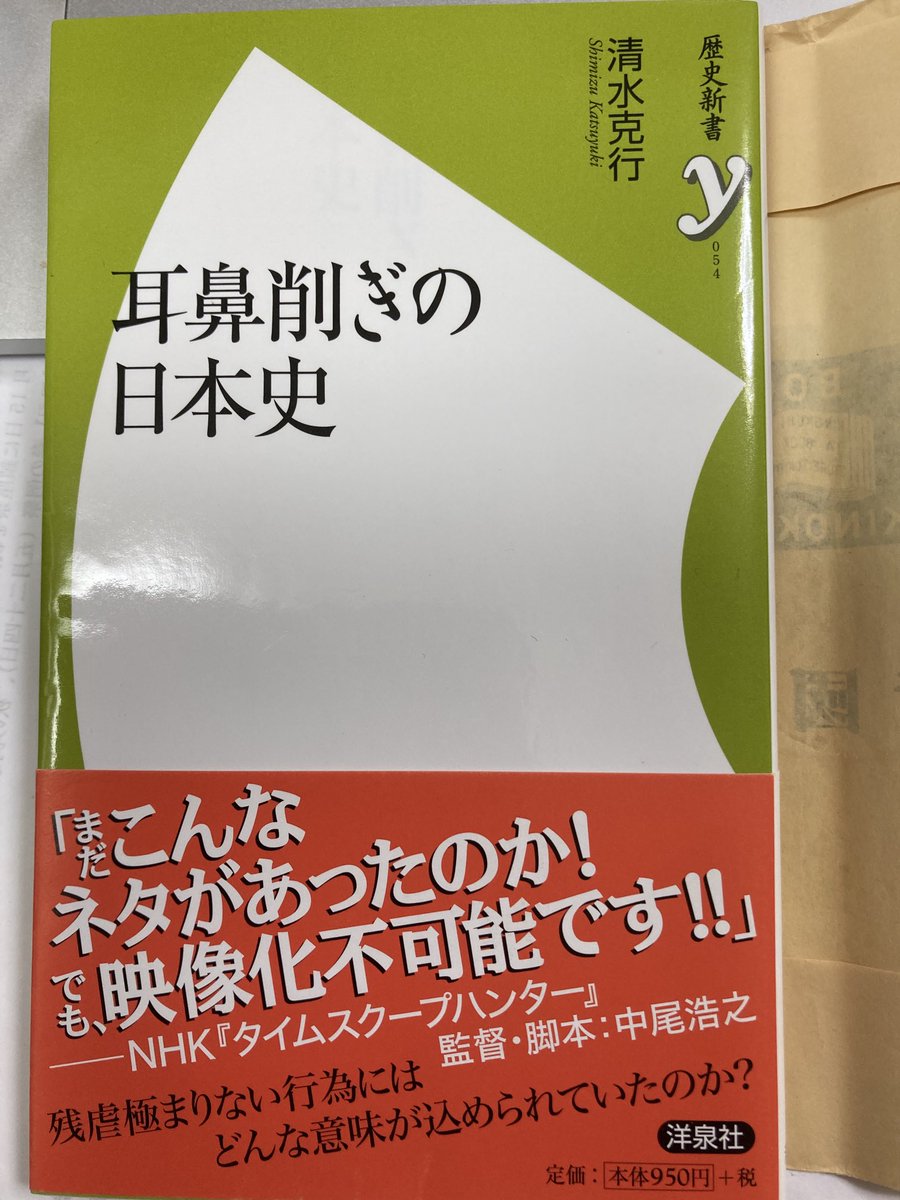 歴史新書
y
054
清水克行
Shimizu Katsuyuki
耳鼻削ぎの
日本史
「まだこんな
ネタがあったのか!
でも、映像化不可能です!!」
――NHK『タイムスクープハンター』
監督・脚本:中尾浩之
残虐極まりない行為には
どんな意味が込められていたのか?
洋泉社
定価:本体950円+税
國